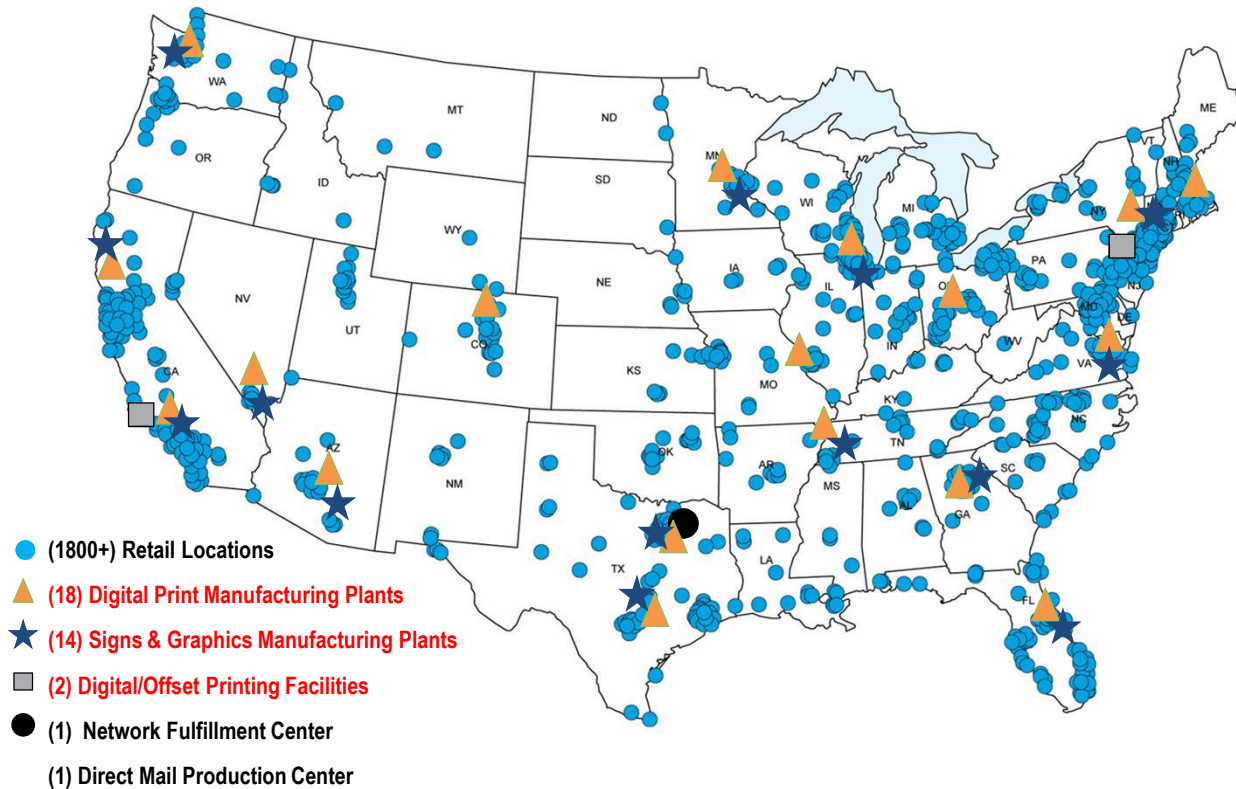 ME
WA
MT
ND
VT
MN
NH
OR
ID
SD
WI
MI
NY
RI
WY
PA
IA
NV
NE
IL
NJ
UT
MD
DE
CO
IN
WV
VA
CA
KS
MO
KY
NC
TN
AZ
OK
AR
SC
NM
MS
AL
GA
LA
TX
FL
(1800+) Retail Locations
(18) Digital Print Manufacturing Plants
(14) Signs & Graphics Manufacturing Plants
(2) Digital/Offset Printing Facilities
(1) Network Fulfillment Center
(1) Direct Mail Production Center